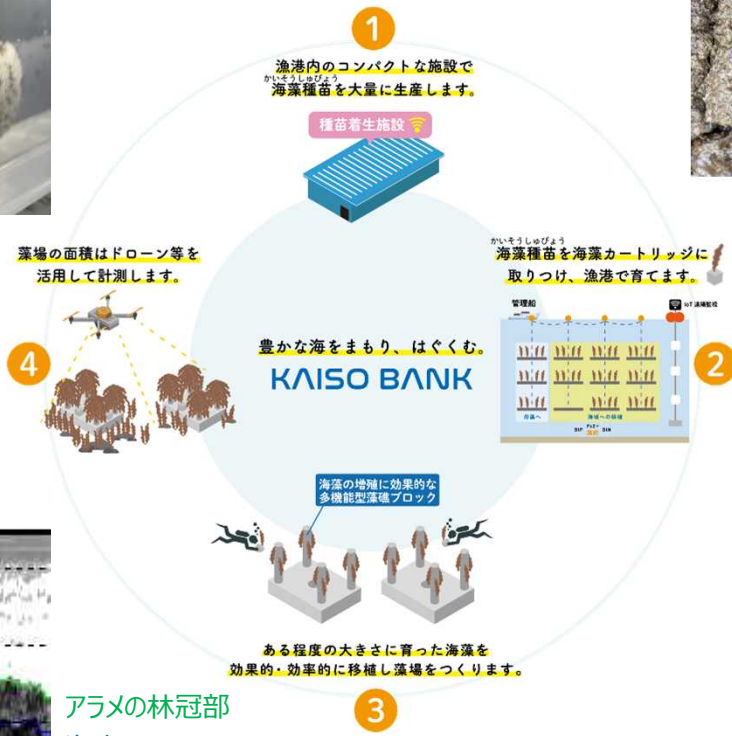 1
漁港内のコンパクトな施設で
かいそうしゅびょう
海藻種苗を大量に生産します。
種苗着生施設
かいそうしゅびょう
海藻種苗を海藻カートリッジに
取りつけ、漁港で育てます。
管理船
IoT 遠隔監視
2
海域への移植
藻場の面積はドローン等を
活用して計測します。
4
豊かな海をまもり、はぐくむ。
KAISO BANK
海藻の増殖に効果的な
多機能型藻礁ブロック
ある程度の大きさに育った海藻を
効果的・効率的に移植し藻場をつくります。
3
アラメの林冠部